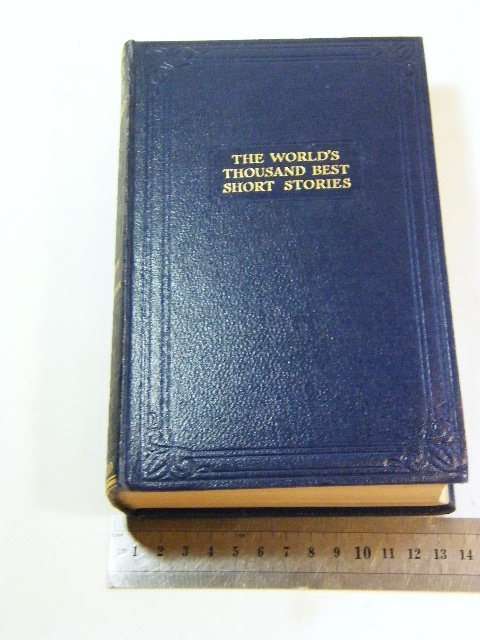 THE WORLD'S
THOUSAND BEST
SHORT STORIES
1 2 3 4 5 6 7 8 9 10 11 12 13 14